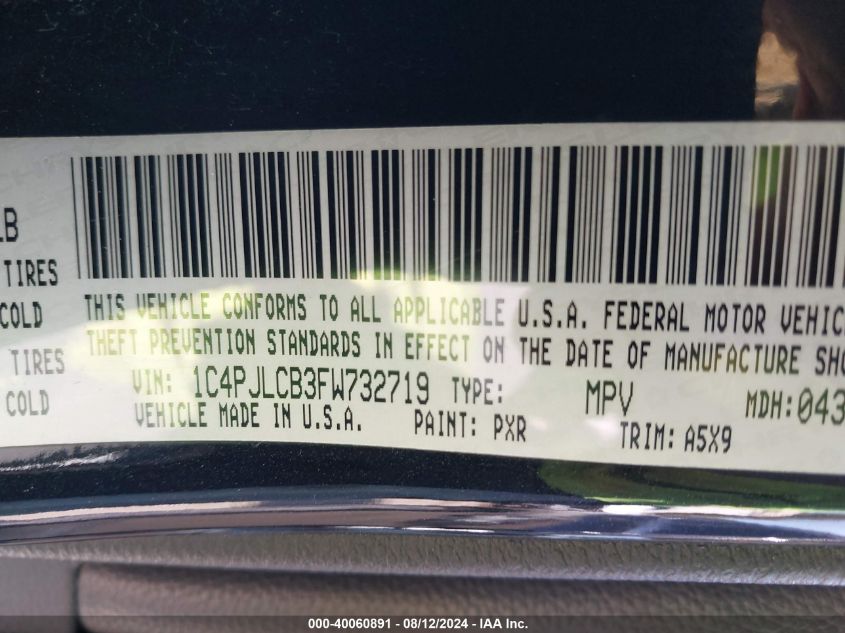 LB
TIRES
COLD
TIRES
COLD
THIS VEHICLE CONFORMS TO ALL APPLICABLE U.S.A. FEDERAL MOTOR VEHIC
THEFT PREVENTION STANDARDS IN EFFECT ON THE DATE OF MANUFACTURE SHO
VIN: 1C4PJLCB3FW732719 TYPE: MPV MDH:043
VEHICLE MADE IN U.S.A. PAINT: PXR TRIM: A5X9
000-40060891 - 08/12/2024 - IAA Inc.